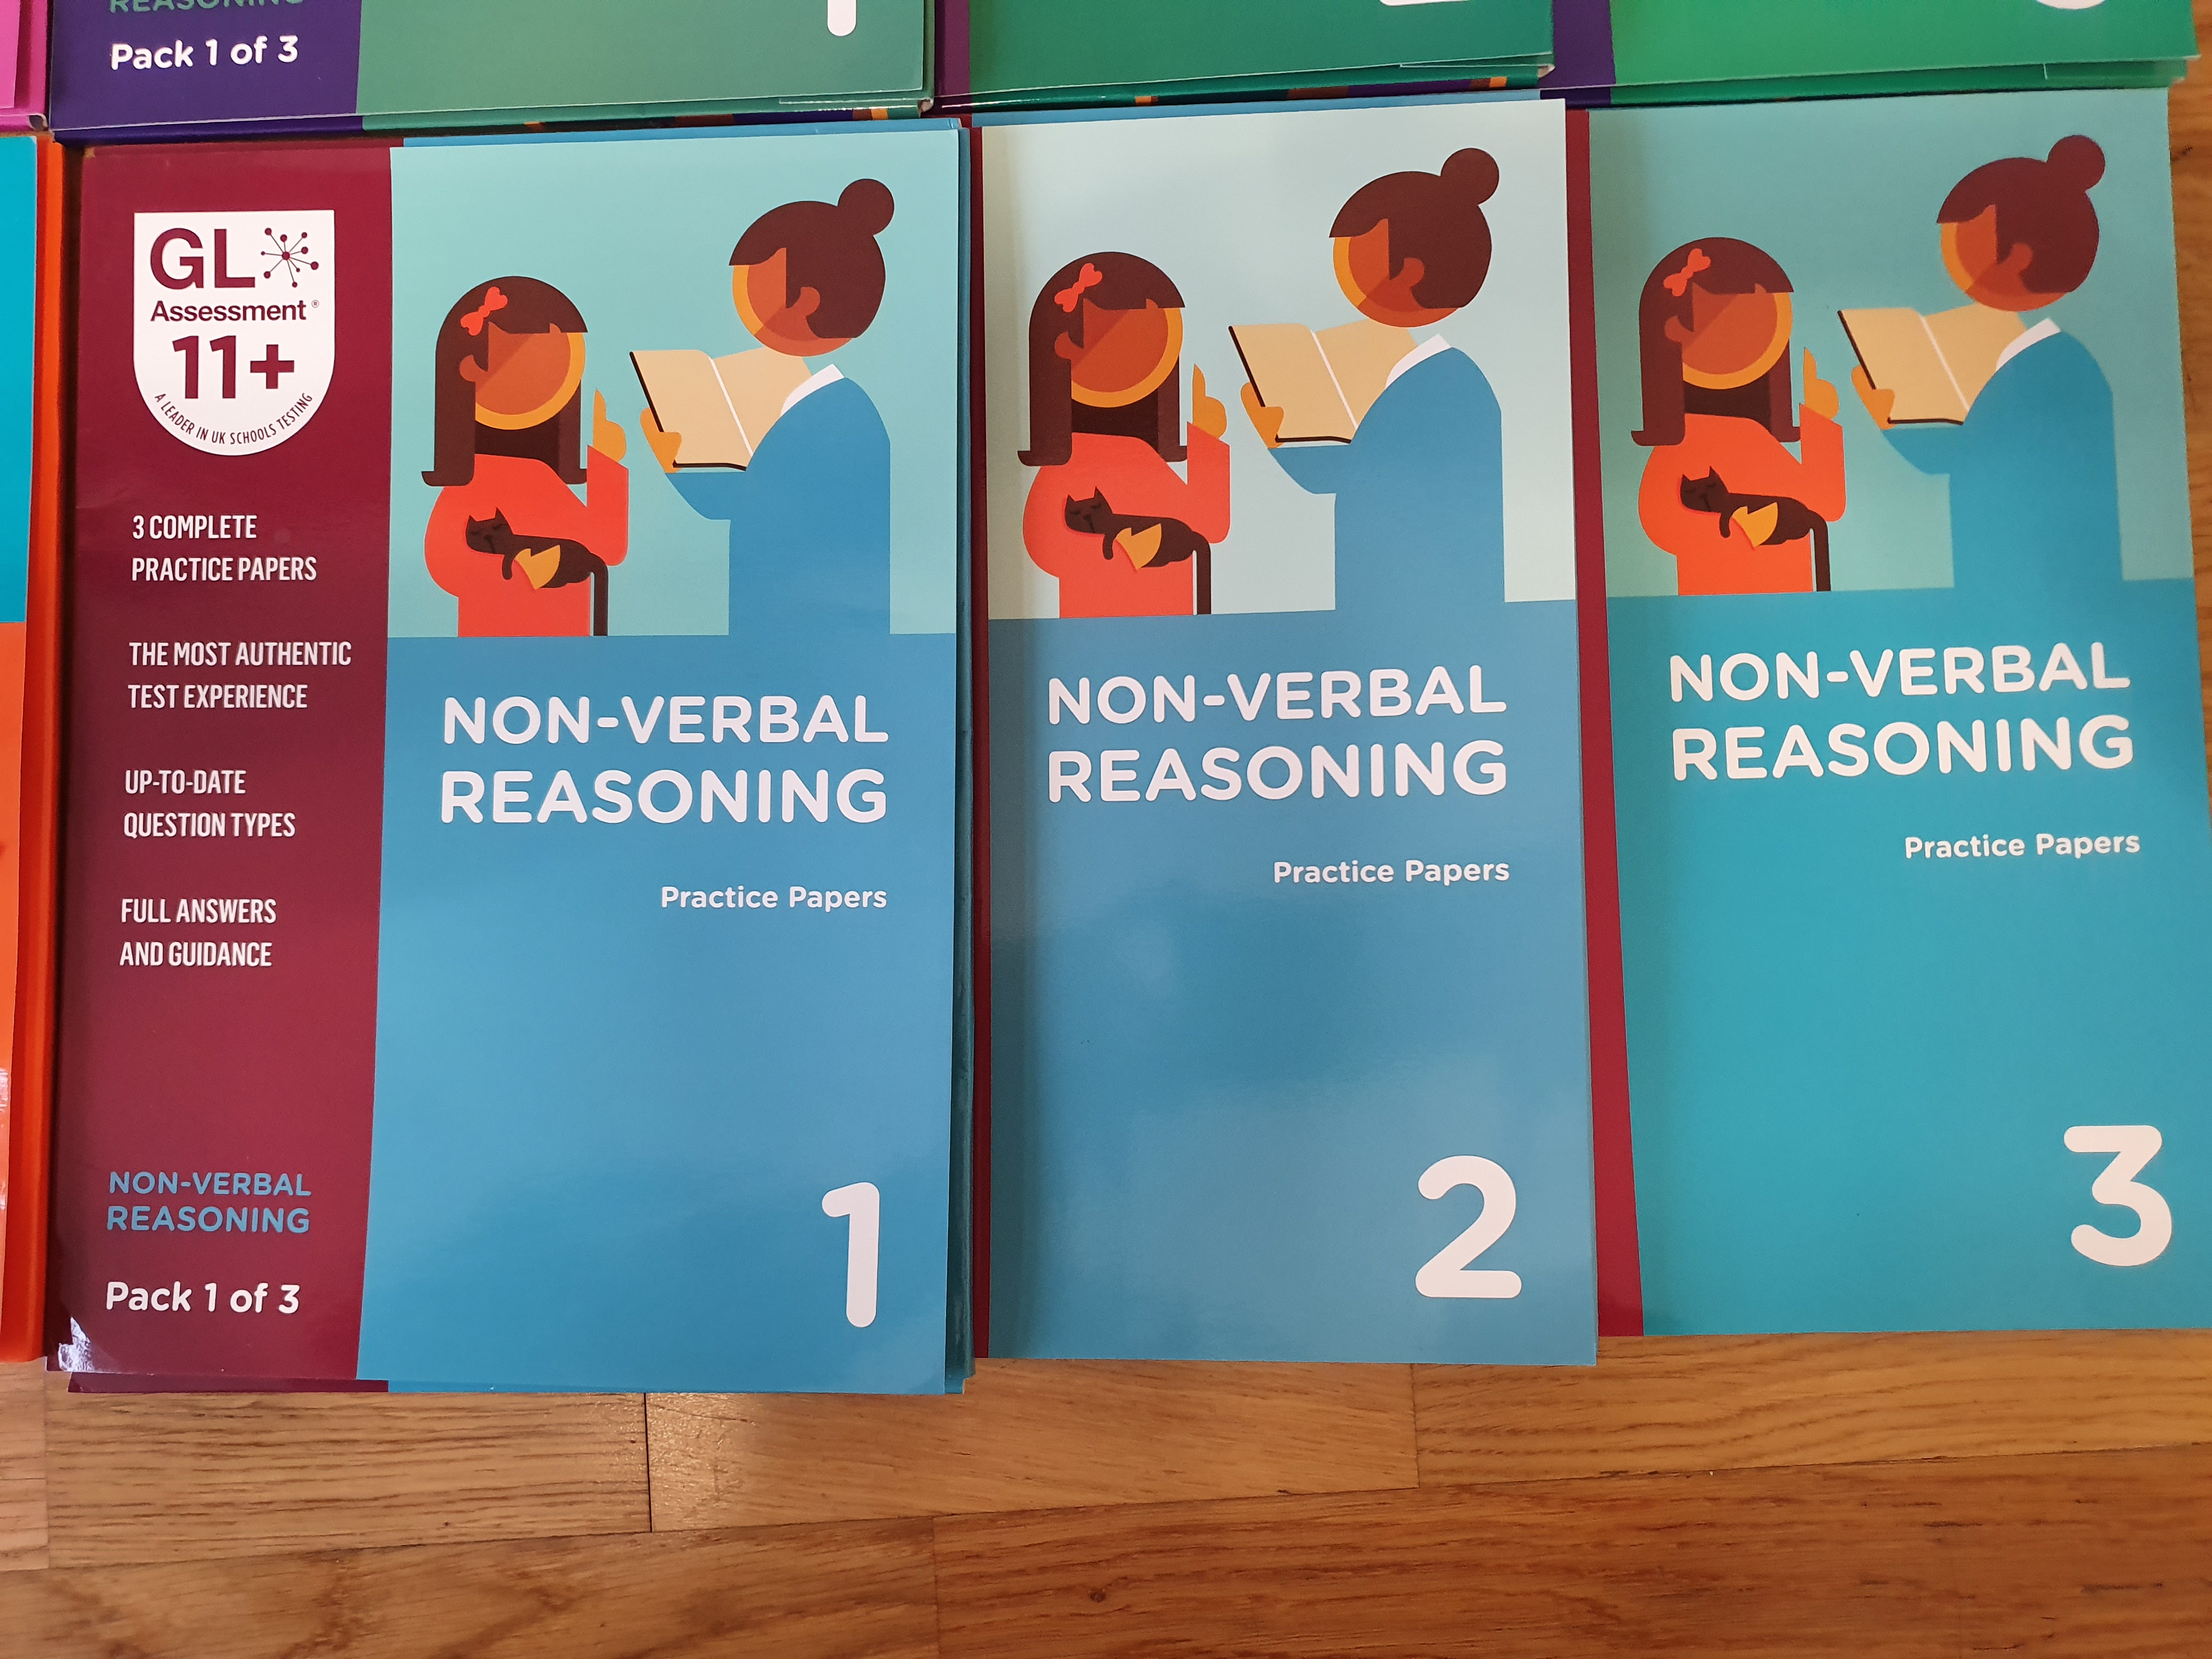 GL
Assessment®
11+
A LEADER IN UK SCHOOLS TESTING
3 COMPLETE
PRACTICE PAPERS
THE MOST AUTHENTIC
TEST EXPERIENCE
UP-TO-DATE
QUESTION TYPES
FULL ANSWERS
AND GUIDANCE
NON-VERBAL
REASONING
Pack 1 of 3
NON-VERBAL
REASONING
Practice Papers
1
NON-VERBAL
REASONING
Practice Papers
2
NON-VERBAL
REASONING
Practice Papers
3
REASONING
Pack 1 of 3